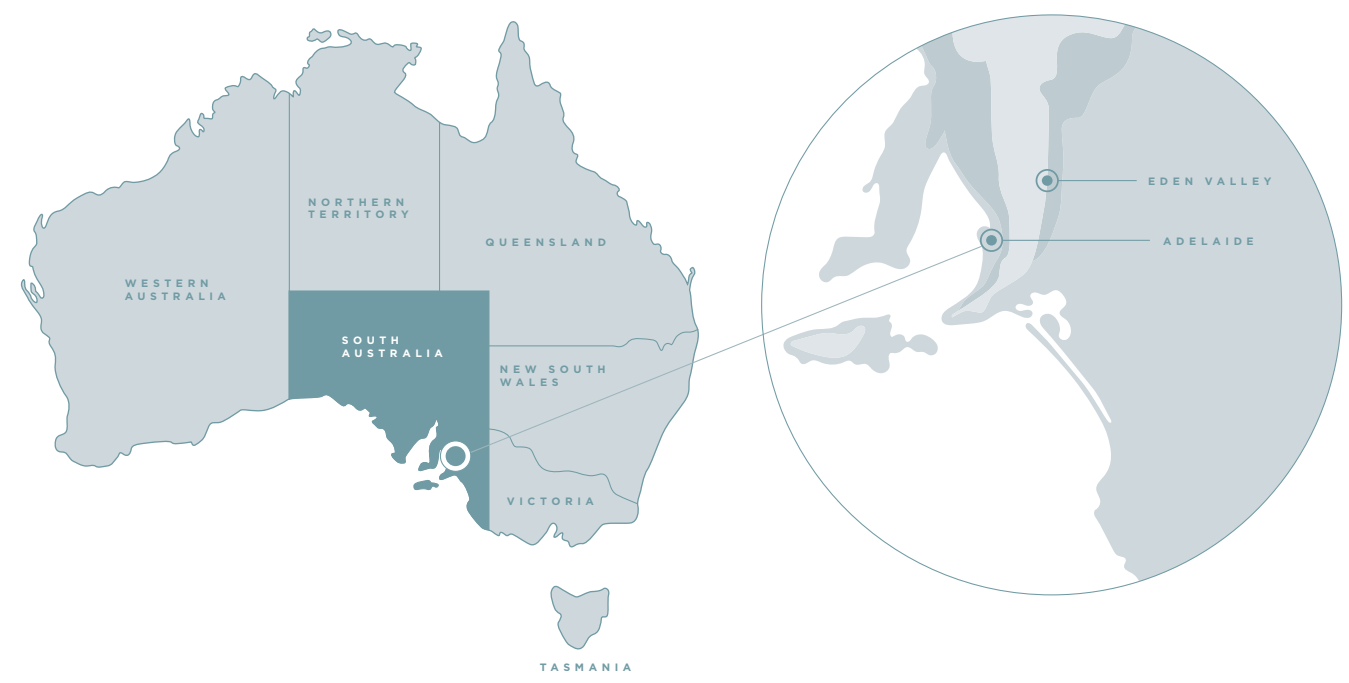 NORTHERN
TERRITORY
QUEENSLAND
WESTERN
AUSTRALIA
SOUTH
AUSTRALIA
NEW SOUTH
WALES
VICTORIA
TASMANIA
EDEN VALLEY
ADELAIDE